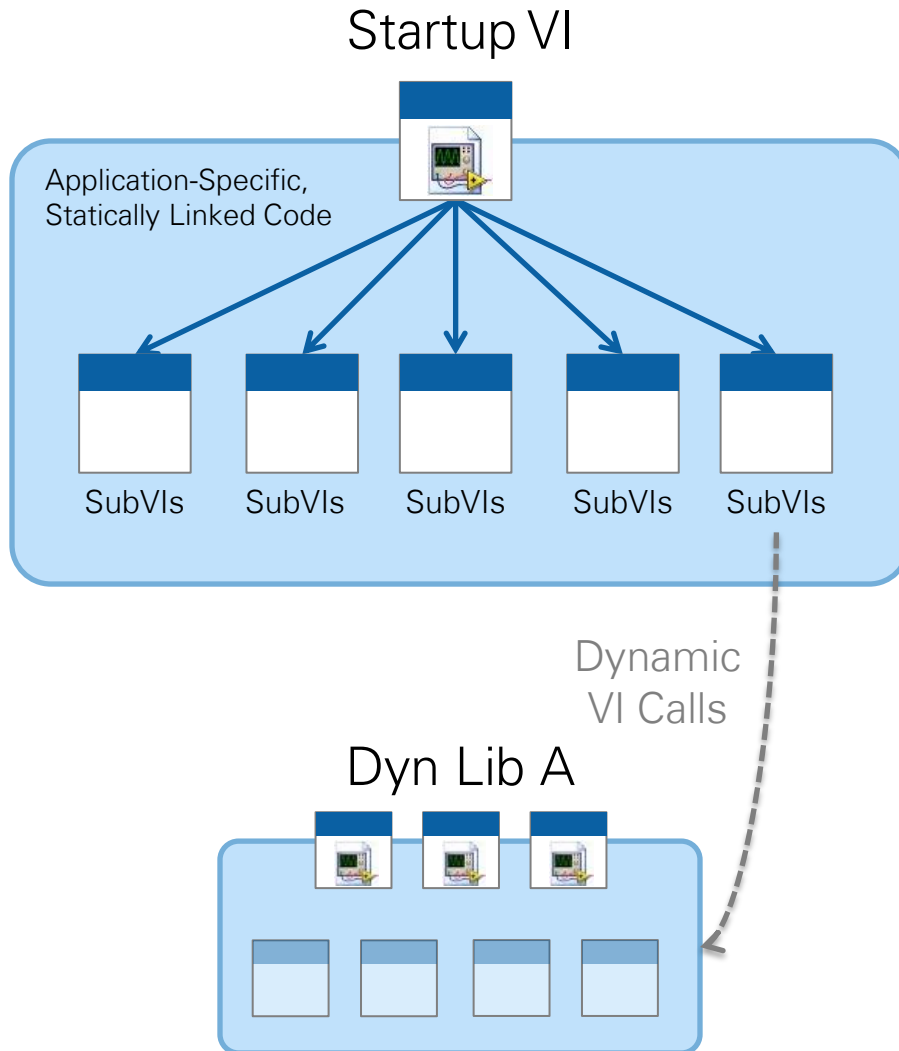 Startup VI
Application-Specific,
Statically Linked Code
SubVIs SubVIs SubVIs SubVIs SubVIs
Dynamic
VI Calls
Dyn Lib A